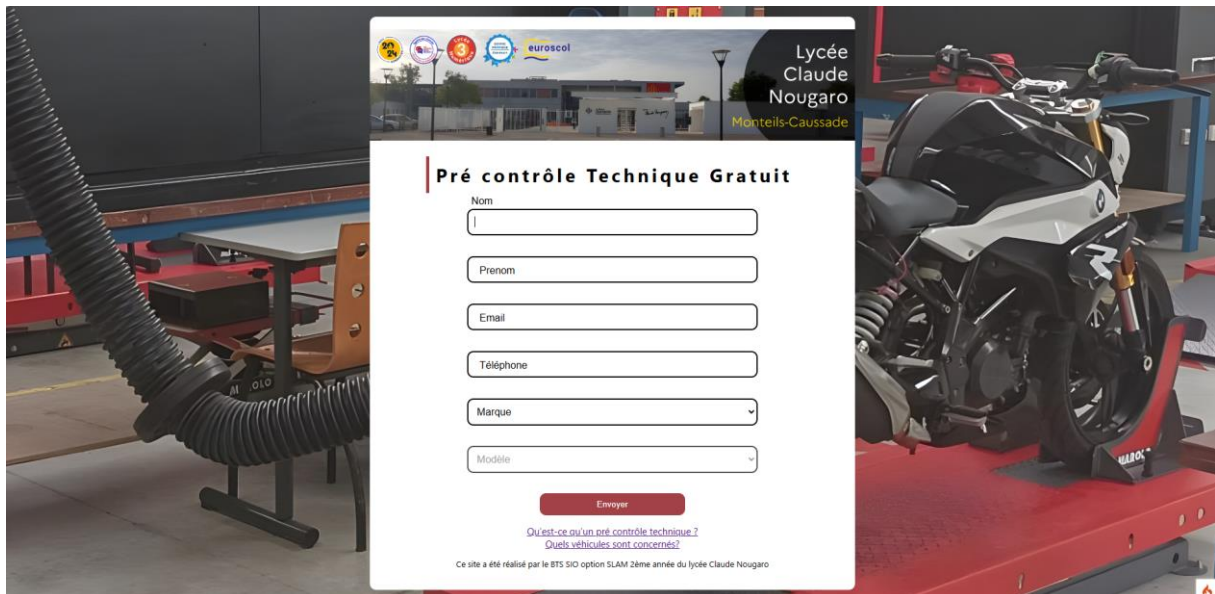 euroscol
Lycée
Claude
Nougaro
Monteils-Caussade
Pré contrôle Technique Gratuit
Nom
Prenom
Email
Téléphone
Marque
Modèle
Envoyer
Qu'est-ce qu'un pré contrôle technique ?
Quels véhicules sont concernés?
Ce site a été réalisé par le BTS SIO option SLAM 2ème année du lycée Claude Nougaro
MAROLO